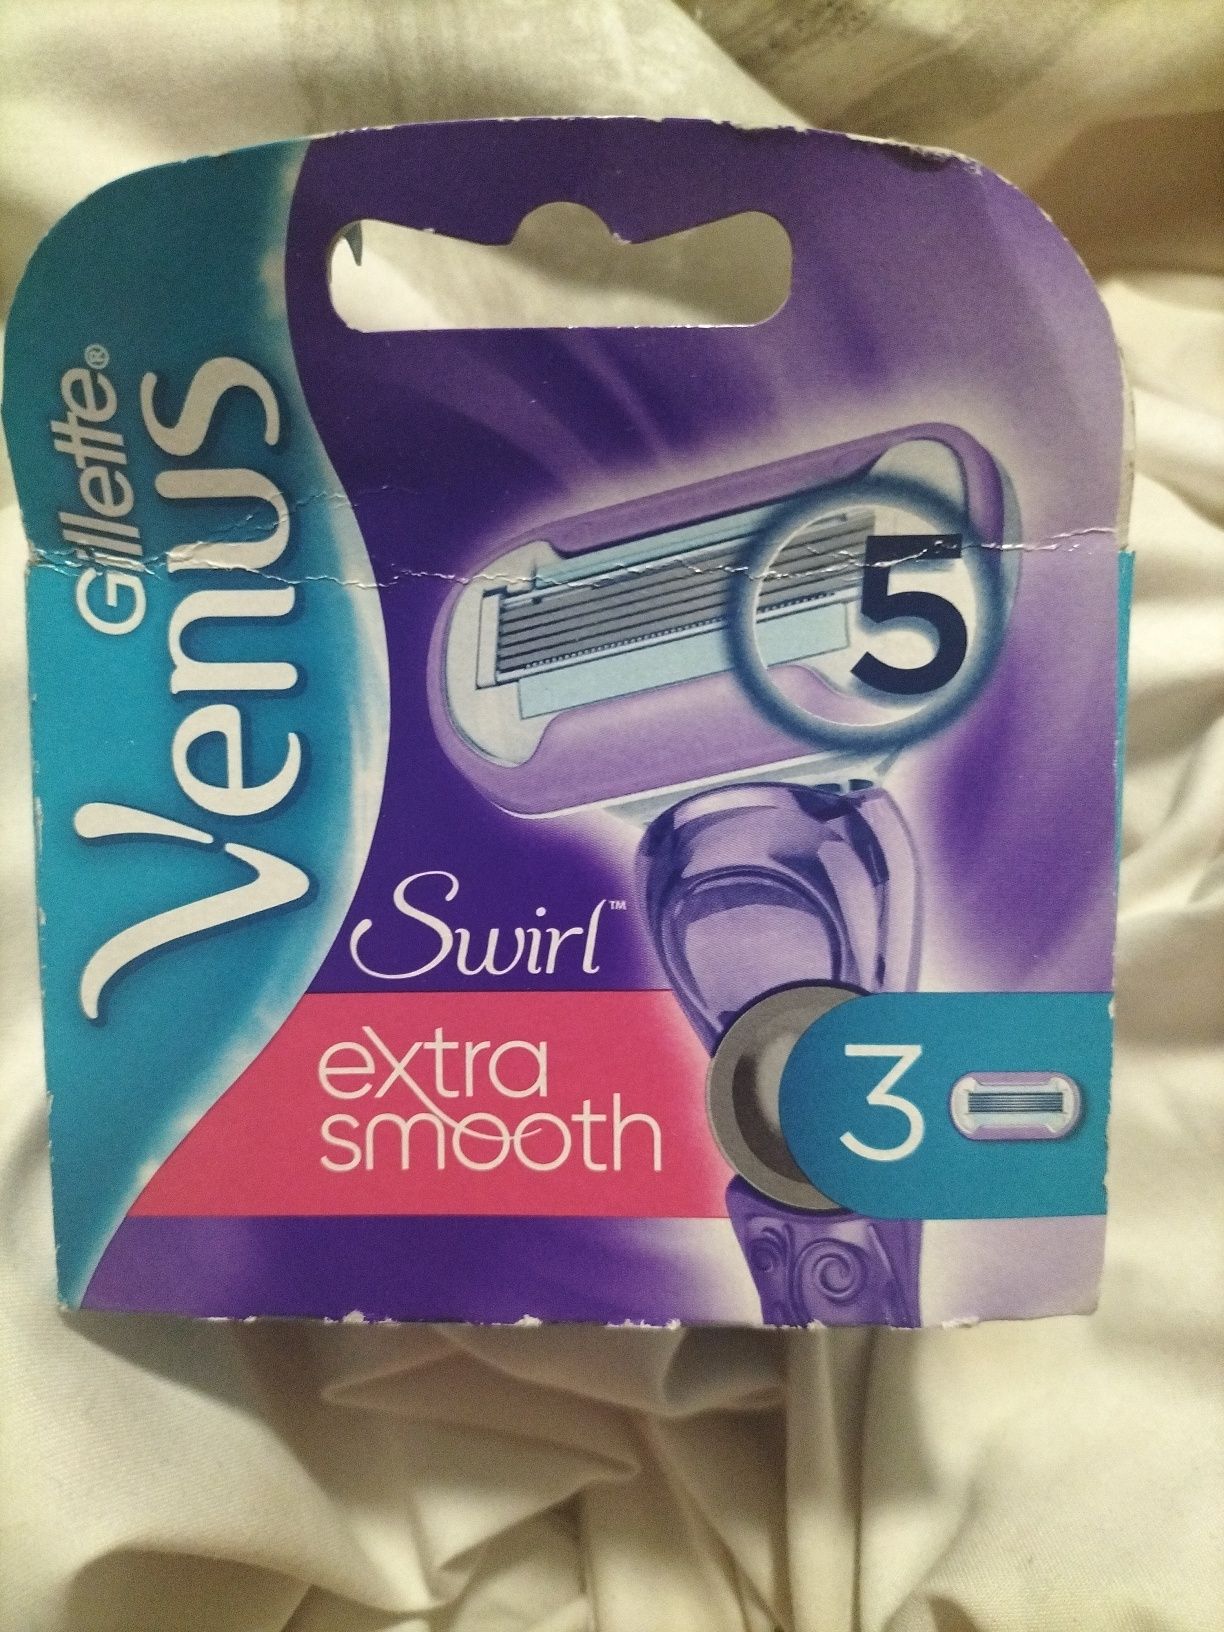 Gillette®
Venus
5
Swirl™
extra
smooth
3